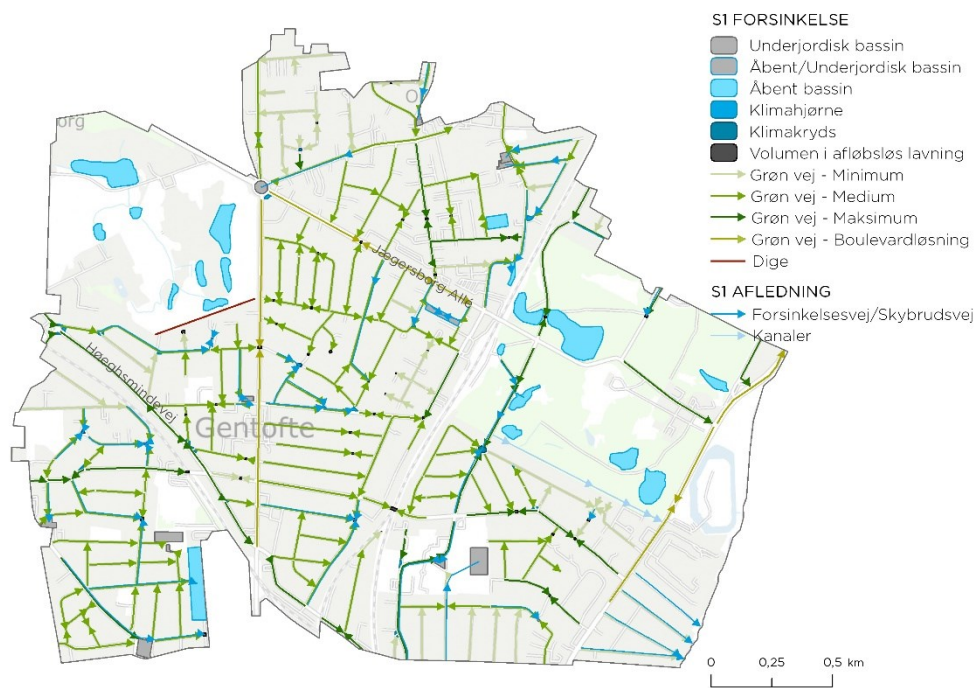 S1 FORSINKELSE
Underjordisk bassin
Åbent/Underjordisk bassin
Åbent bassin
Klimahjørne
Klimakryds
Volumen i afløbsløs lavning
Grøn vej - Minimum
Grøn vej - Medium
Grøn vej - Maksimum
Grøn vej - Boulevardløsning
Dige
S1 AFLEDNING
Forsinkelsesvej/Skybrudsvej
Kanaler
org
O
Jægersborg Allé
Høeghsmindevej
Gentofte
0 0,25 0,5 km